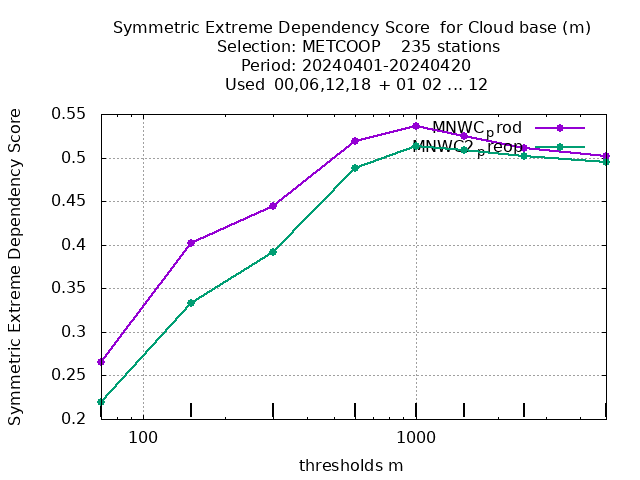 Symmetric Extreme Dependency Score  for Cloud base (m)
Selection: METCOOP    235 stations
Period: 20240401-20240420
Used  00,06,12,18 + 01 02 ... 12
Symmetric Extreme Dependency Score
0.55
0.5
0.45
0.4
0.35
0.3
0.25
0.2
MNWC_prod
MNWC2_preop
100
1000
thresholds m